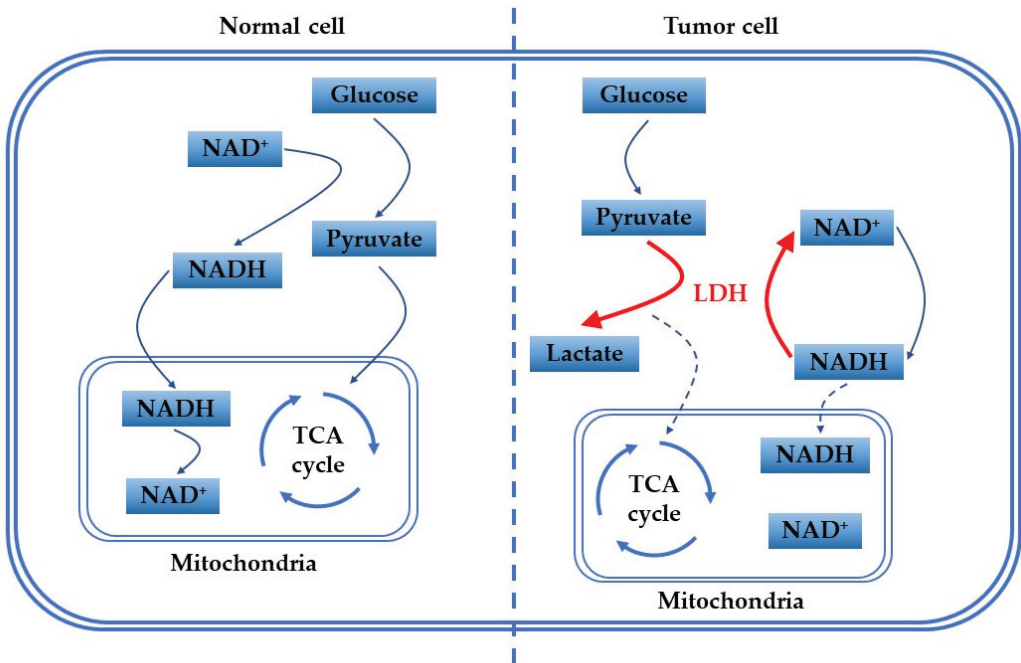 Normal cell
Glucose
NAD⁺
Pyruvate
NADH
NADH
TCA
cycle
NAD⁺
Mitochondria
Tumor cell
Glucose
Pyruvate
NAD⁺
LDH
Lactate
NADH
NADH
TCA
cycle
NAD⁺
Mitochondria